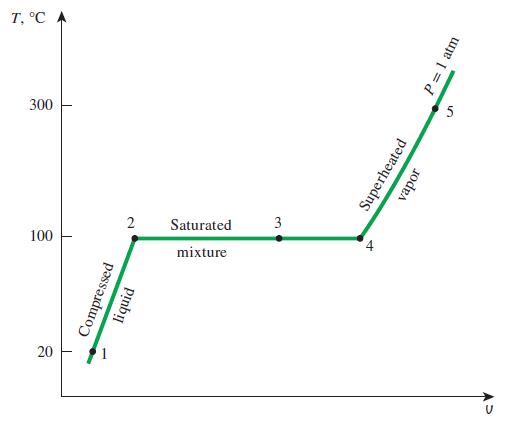 T, °C
P = 1 atm
300
5
Superheated
vapor
2
Saturated
3
100
mixture
4
Compressed
liquid
20
1
υ